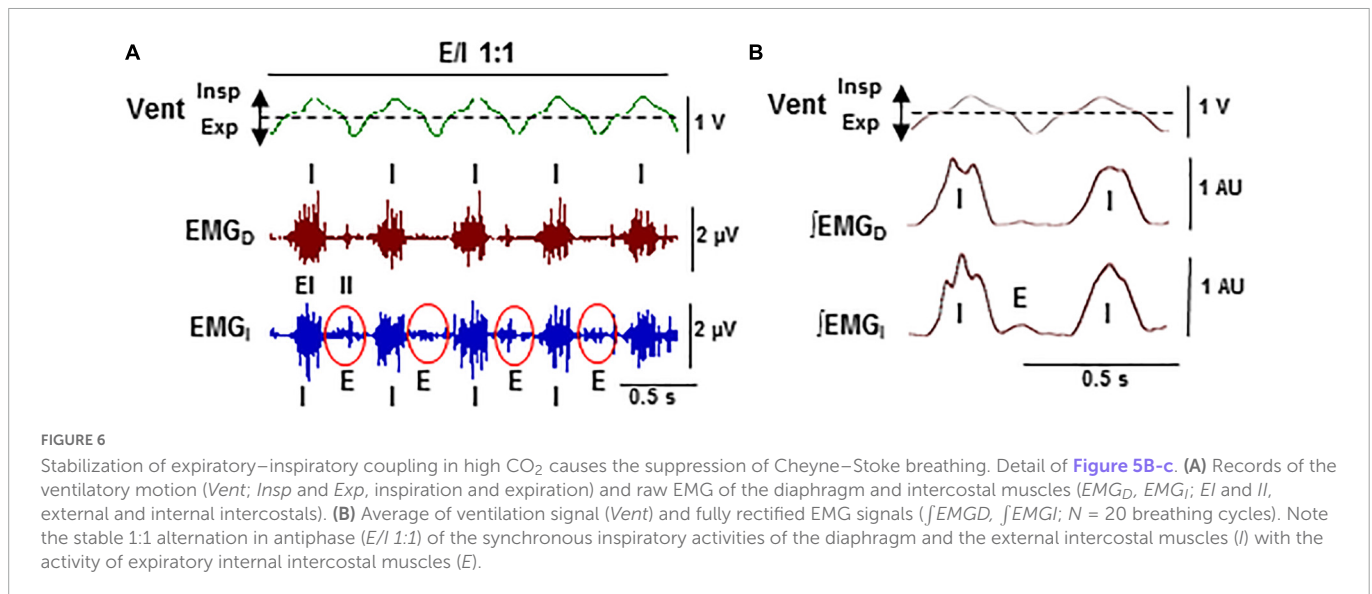 A
B
E/I 1:1
Vent
Insp
Exp
1 V
Vent
Insp
Exp
1 V
I I I I I
EMG_D
2 µV
∫EMG_D
I I
1 AU
EI II
EMG_I
2 µV
∫EMG_I
I E I
1 AU
E E E E
I I I I
0.5 s
0.5 s
FIGURE 6
Stabilization of expiratory–inspiratory coupling in high CO₂ causes the suppression of Cheyne–Stoke breathing. Detail of Figure 5B-c. (A) Records of the
ventilatory motion (Vent; Insp and Exp, inspiration and expiration) and raw EMG of the diaphragm and intercostal muscles (EMG_D, EMG_I; EI and II,
external and internal intercostals). (B) Average of ventilation signal (Vent) and fully rectified EMG signals (∫EMGD, ∫EMGI; N = 20 breathing cycles). Note
the stable 1:1 alternation in antiphase (E/I 1:1) of the synchronous inspiratory activities of the diaphragm and the external intercostal muscles (I) with the
activity of expiratory internal intercostal muscles (E).